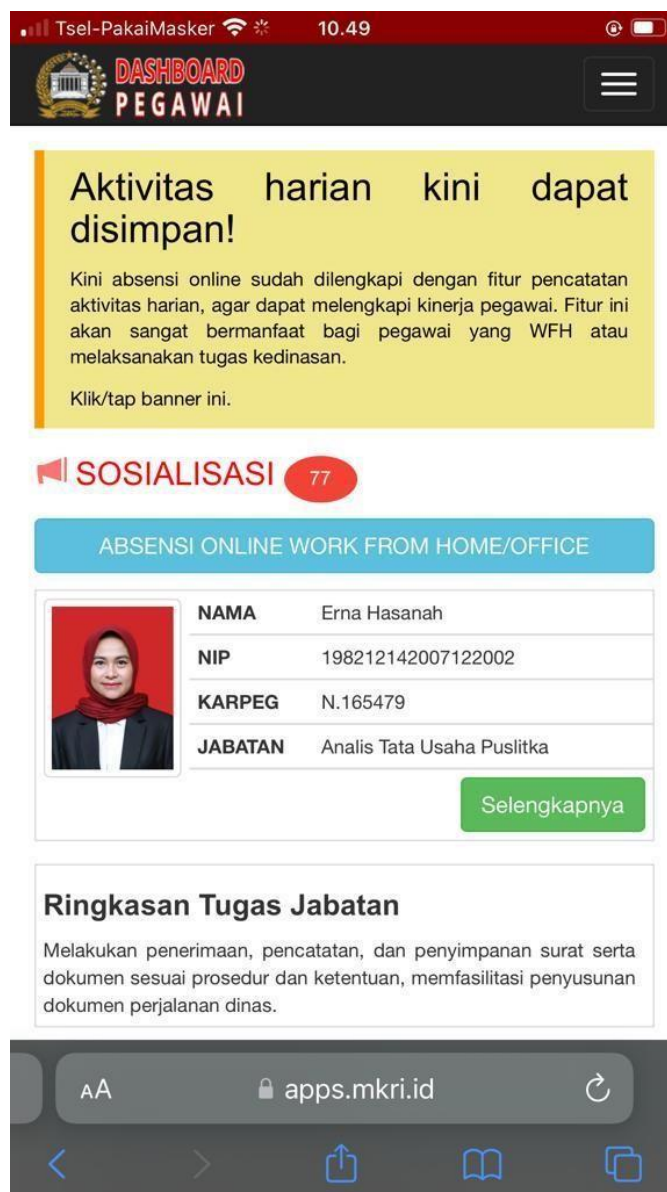 Tsel-PakaiMasker 10.49
DASHBOARD
PEGAWAI
Aktivitas harian kini dapat
disimpan!
Kini absensi online sudah dilengkapi dengan fitur pencatatan
aktivitas harian, agar dapat melengkapi kinerja pegawai. Fitur ini
akan sangat bermanfaat bagi pegawai yang WFH atau
melaksanakan tugas kedinasan.
Klik/tap banner ini.
SOSIALISASI 77
ABSENSI ONLINE WORK FROM HOME/OFFICE
NAMA Erna Hasanah
NIP 198212142007122002
KARPEG N.165479
JABATAN Analis Tata Usaha Puslitka
Selengkapnya
Ringkasan Tugas Jabatan
Melakukan penerimaan, pencatatan, dan penyimpanan surat serta
dokumen sesuai prosedur dan ketentuan, memfasilitasi penyusunan
dokumen perjalanan dinas.
AA apps.mkri.id